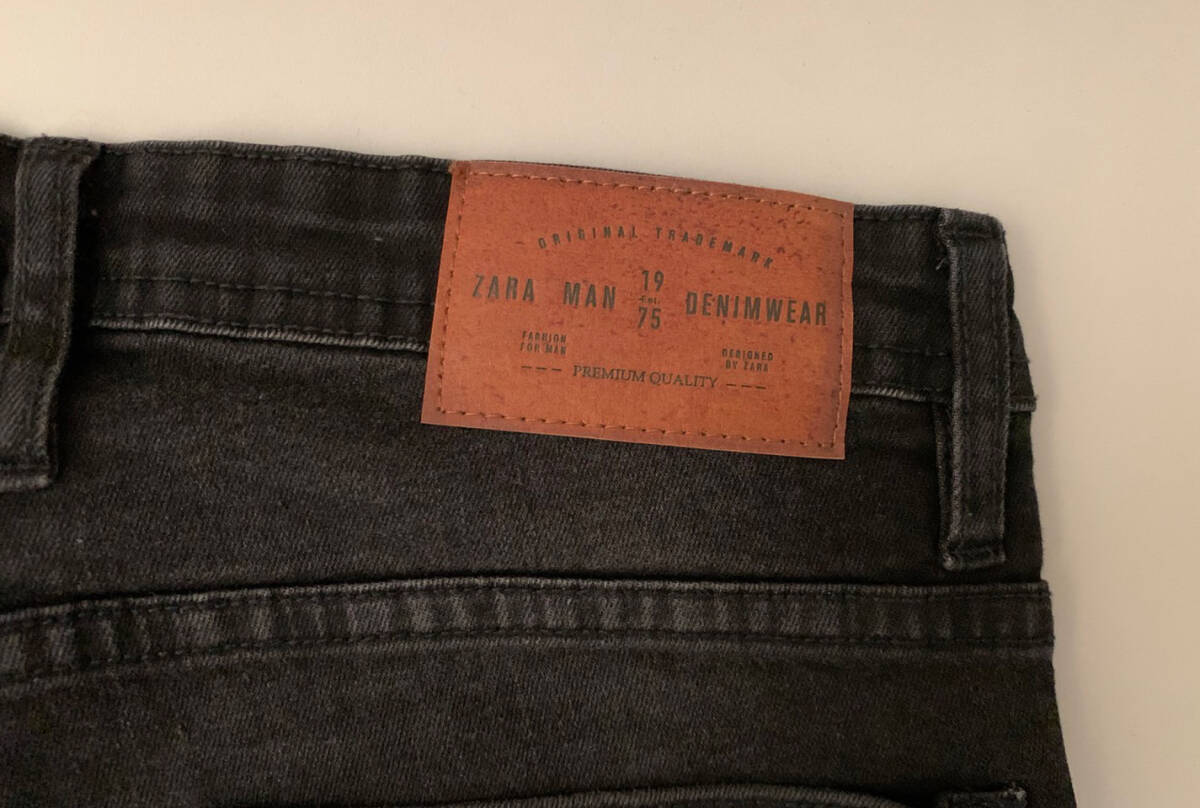 ORIGINAL TRADEMARK
ZARA MAN 19 Est. 75 DENIMWEAR
FASHION
FOR MAN
DESIGNED
BY ZARA
--- PREMIUM QUALITY ---